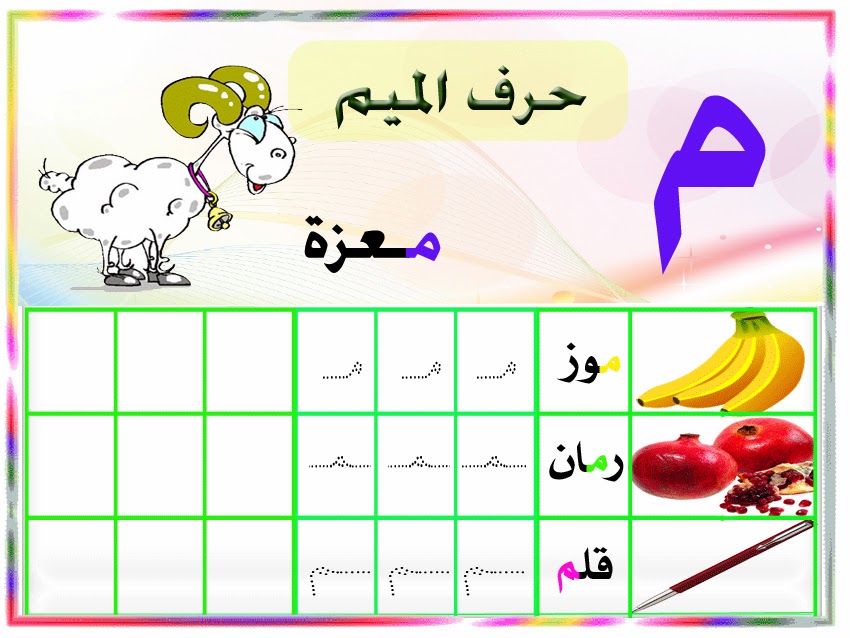 حرف الميم
م
معزة
موز مـ مـ مـ
رمان ـمـ ـمـ ـمـ
قلم ـم ـم ـم